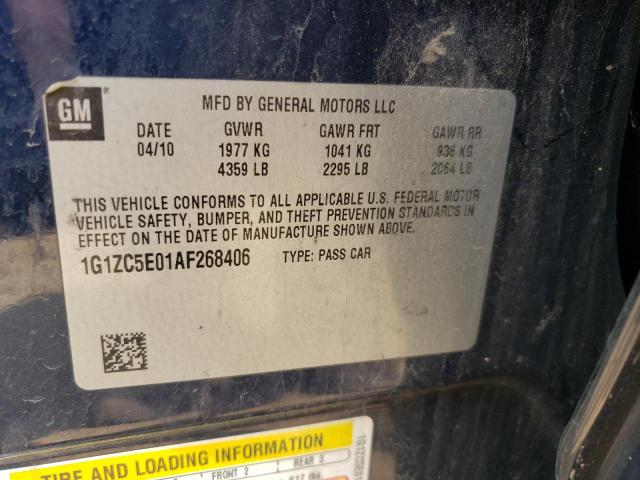 GM ®
MFD BY GENERAL MOTORS LLC
DATE GVWR GAWR FRT GAWR RR
04/10 1977 KG 1041 KG 936 KG
4359 LB 2295 LB 2064 LB
THIS VEHICLE CONFORMS TO ALL APPLICABLE U.S. FEDERAL MOTOR
VEHICLE SAFETY, BUMPER, AND THEFT PREVENTION STANDARDS IN
EFFECT ON THE DATE OF MANUFACTURE SHOWN ABOVE.
1G1ZC5E01AF268406 TYPE: PASS CAR
TIRE AND LOADING INFORMATION
FRONT 2 REAR 3